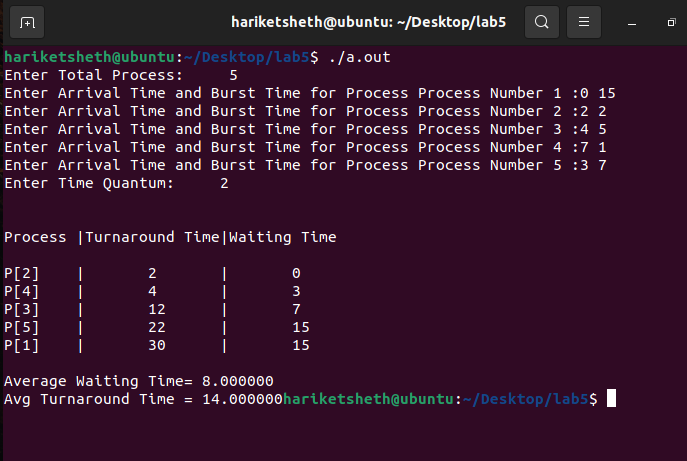 hariketsheth@ubuntu: ~/Desktop/lab5
hariketsheth@ubuntu:~/Desktop/lab5$ ./a.out
Enter Total Process:     5
Enter Arrival Time and Burst Time for Process Process Number 1 :0 15
Enter Arrival Time and Burst Time for Process Process Number 2 :2 2
Enter Arrival Time and Burst Time for Process Process Number 3 :4 5
Enter Arrival Time and Burst Time for Process Process Number 4 :7 1
Enter Arrival Time and Burst Time for Process Process Number 5 :3 7
Enter Time Quantum:     2
Process |Turnaround Time|Waiting Time
P[2]    |       2       |       0
P[4]    |       4       |       3
P[3]    |       12      |       7
P[5]    |       22      |       15
P[1]    |       30      |       15
Average Waiting Time= 8.000000
Avg Turnaround Time = 14.000000hariketsheth@ubuntu:~/Desktop/lab5$